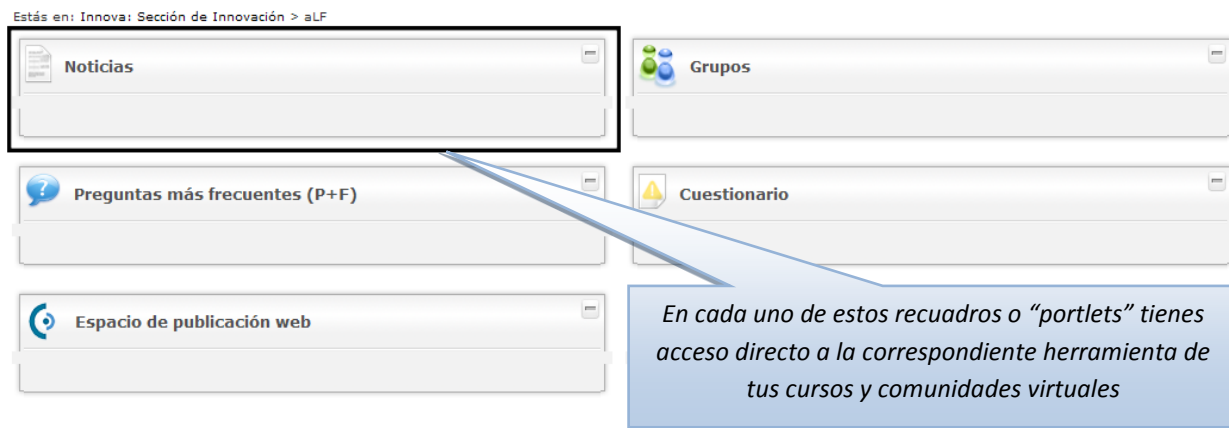 Estás en: Innova: Sección de Innovación > aLF
Noticias
Grupos
Preguntas más frecuentes (P+F)
Cuestionario
Espacio de publicación web
En cada uno de estos recuadros o “portlets” tienes
acceso directo a la correspondiente herramienta de
tus cursos y comunidades virtuales